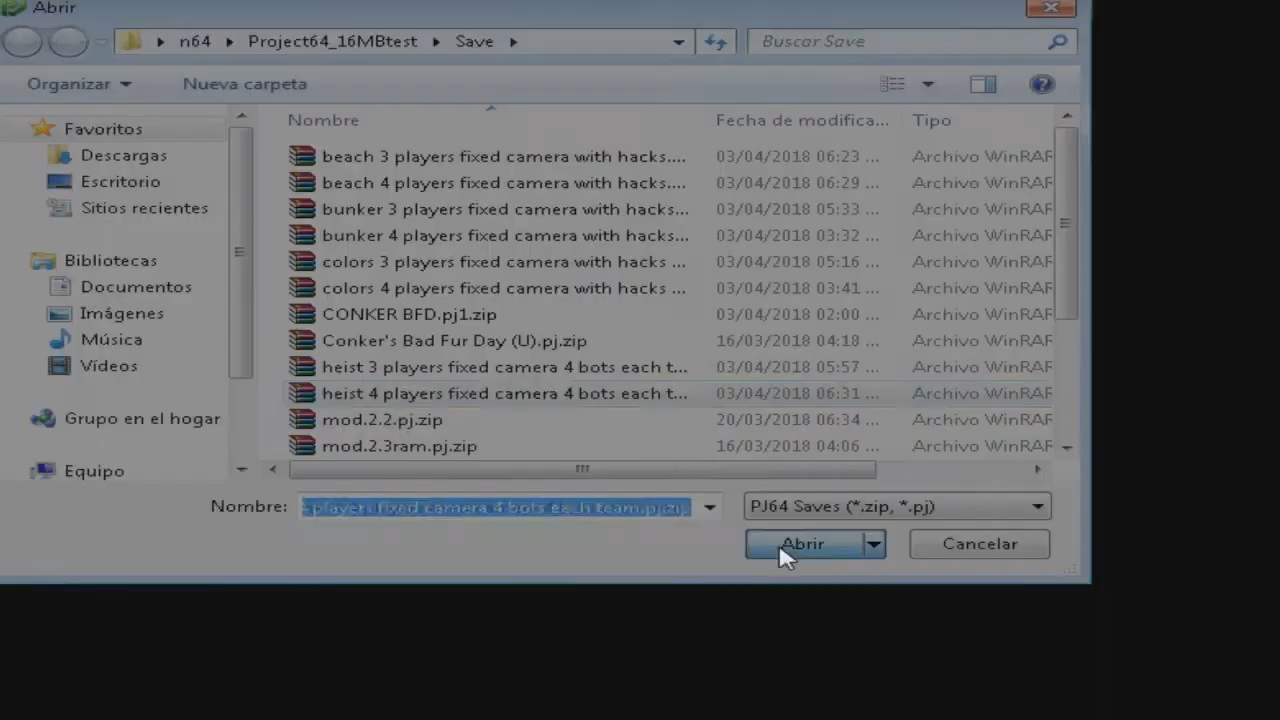 Abrir
n64 Project64_16MBtest Save Buscar Save
Organizar Nueva carpeta
Nombre Fecha de modifica... Tipo
Favoritos
Descargas
Escritorio
Sitios recientes
Bibliotecas
Documentos
Imágenes
Música
Vídeos
Grupo en el hogar
Equipo
beach 3 players fixed camera with hacks.... 03/04/2018 06:23 ... Archivo WinRAR
beach 4 players fixed camera with hacks.... 03/04/2018 06:29 ... Archivo WinRAR
bunker 3 players fixed camera with hacks... 03/04/2018 05:33 ... Archivo WinRAR
bunker 4 players fixed camera with hacks... 03/04/2018 03:32 ... Archivo WinRAR
colors 3 players fixed camera with hacks ... 03/04/2018 05:16 ... Archivo WinRAR
colors 4 players fixed camera with hacks ... 03/04/2018 03:41 ... Archivo WinRAR
CONKER BFD.pj1.zip 03/04/2018 02:00 ... Archivo WinRAR
Conker's Bad Fur Day (U).pj.zip 16/03/2018 04:18 ... Archivo WinRAR
heist 3 players fixed camera 4 bots each t... 03/04/2018 05:57 ... Archivo WinRAR
heist 4 players fixed camera 4 bots each t... 03/04/2018 06:31 ... Archivo WinRAR
mod.2.2.pj.zip 20/03/2018 06:34 ... Archivo WinRAR
mod.2.3ram.pj.zip 16/03/2018 04:06 ... Archivo WinRAR
Nombre: players fixed camera 4 bots each team.pj.zip PJ64 Saves (*.zip, *.pj)
Abrir Cancelar